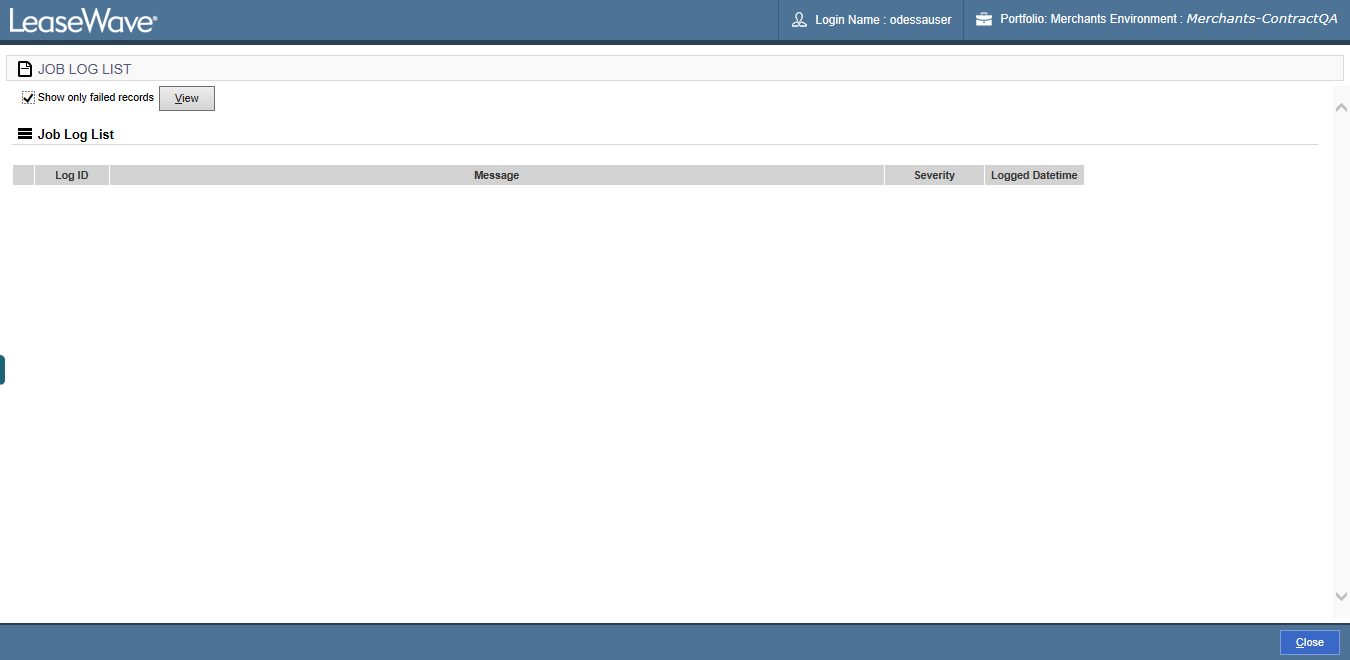 LeaseWave®
Login Name : odessauser
Portfolio: Merchants Environment : Merchants-ContractQA
JOB LOG LIST
Show only failed records View
Job Log List
Log ID Message Severity Logged Datetime
Close